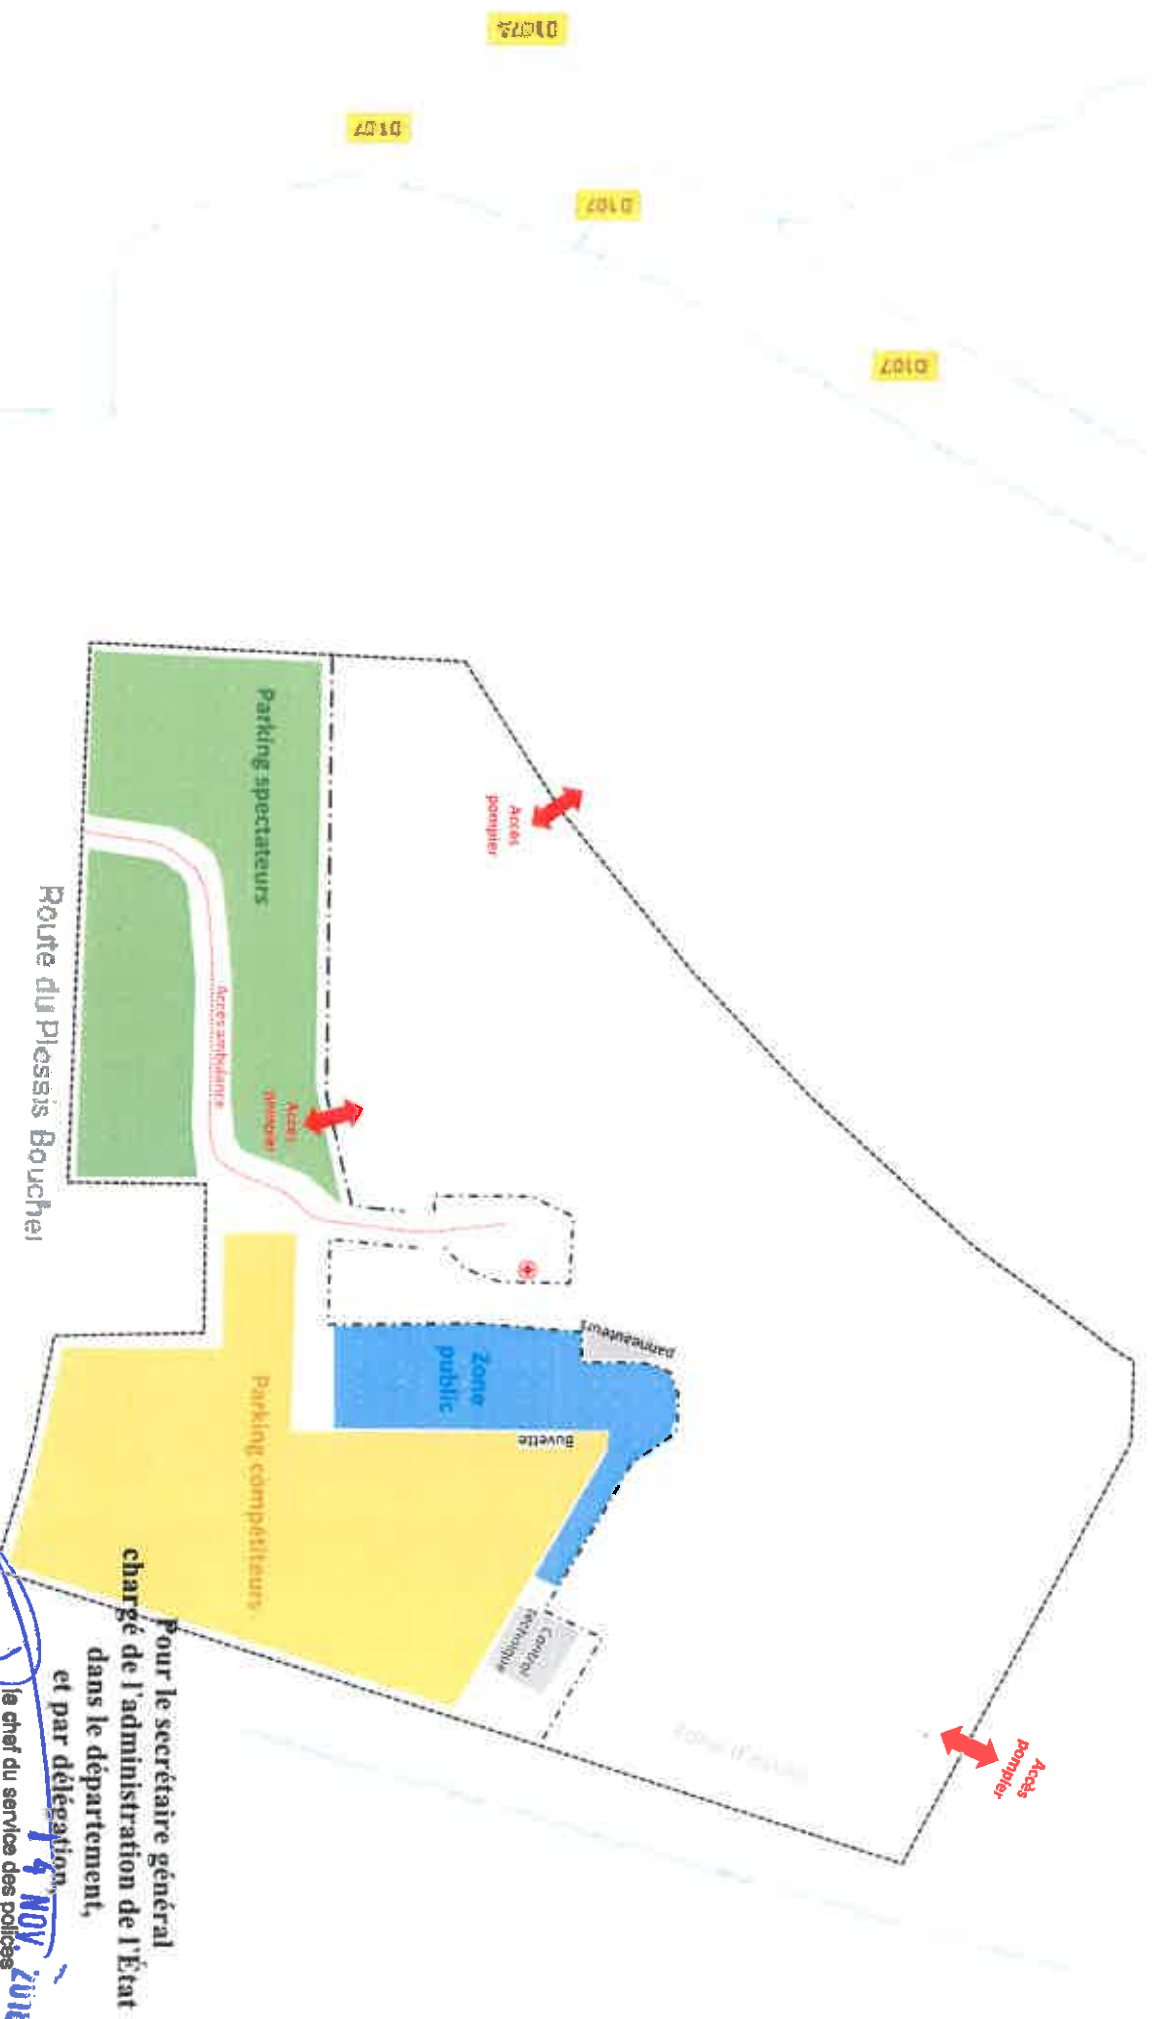 D107A
D107
D107
D107
Accès
pompier
Parking spectateurs
Accès ambulance
Accès
pompier
Route du Plessis Bouchet
panneauteurs
Zone
public
Buvette
Parking compétiteurs
Control
technique
Accès
pompier
Pour le secrétaire général
chargé de l'administration de l'État
dans le département,
et par délégation,
le chef du service des polices
14 NOV.